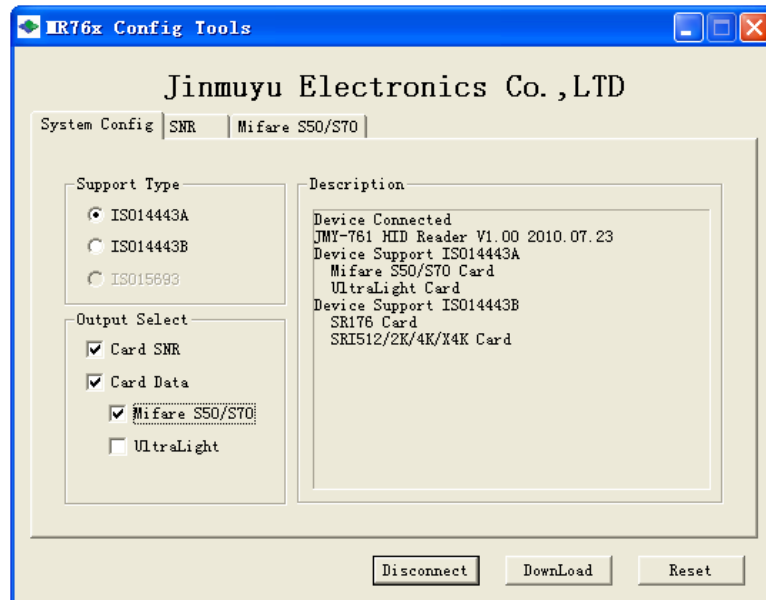 MR76x Config Tools
Jinmuyu Electronics Co.,LTD
System Config
SNR
Mifare S50/S70
Support Type
ISO14443A
ISO14443B
ISO15693
Output Select
Card SNR
Card Data
Mifare S50/S70
UltraLight
Description
Device Connected
JMY-761 HID Reader V1.00 2010.07.23
Device Support ISO14443A
Mifare S50/S70 Card
UltraLight Card
Device Support ISO14443B
SR176 Card
SRI512/2K/4K/X4K Card
Disconnect
DownLoad
Reset